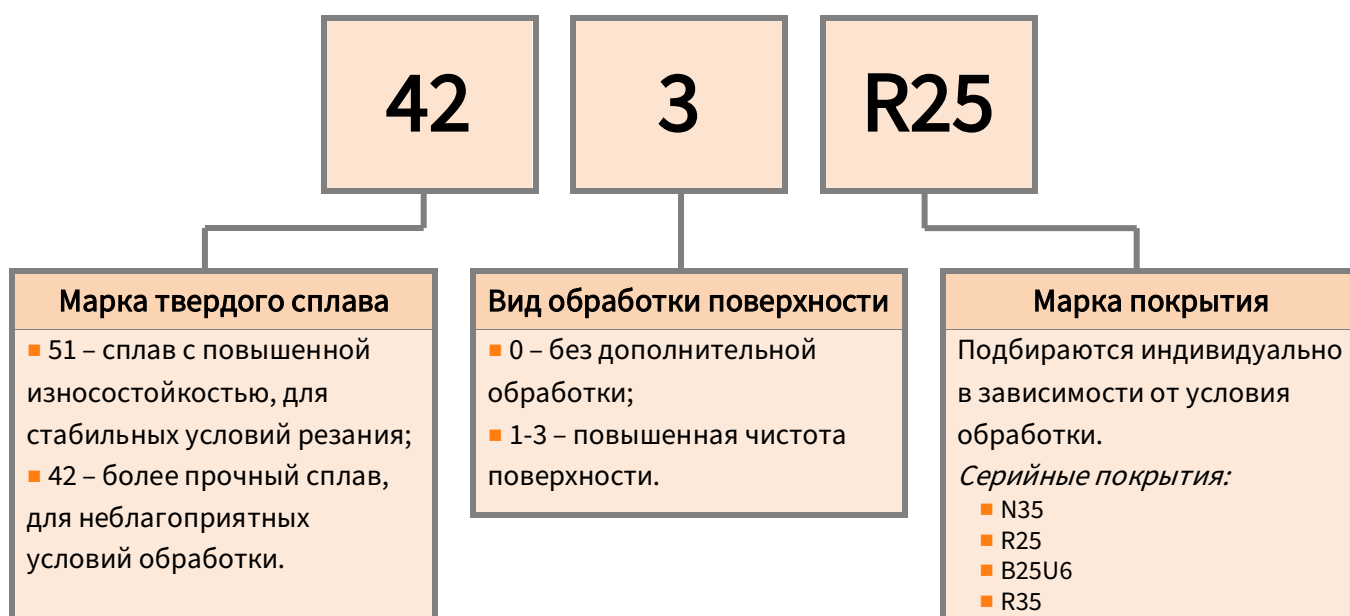 42
3
R25
Марка твердого сплава
■ 51 – сплав с повышенной
износостойкостью, для
стабильных условий резания;
■ 42 – более прочный сплав,
для неблагоприятных
условий обработки.
Вид обработки поверхности
■ 0 – без дополнительной
обработки;
■ 1-3 – повышенная чистота
поверхности.
Марка покрытия
Подбираются индивидуально
в зависимости от условия
обработки.
Серийные покрытия:
■ N35
■ R25
■ B25U6
■ R35